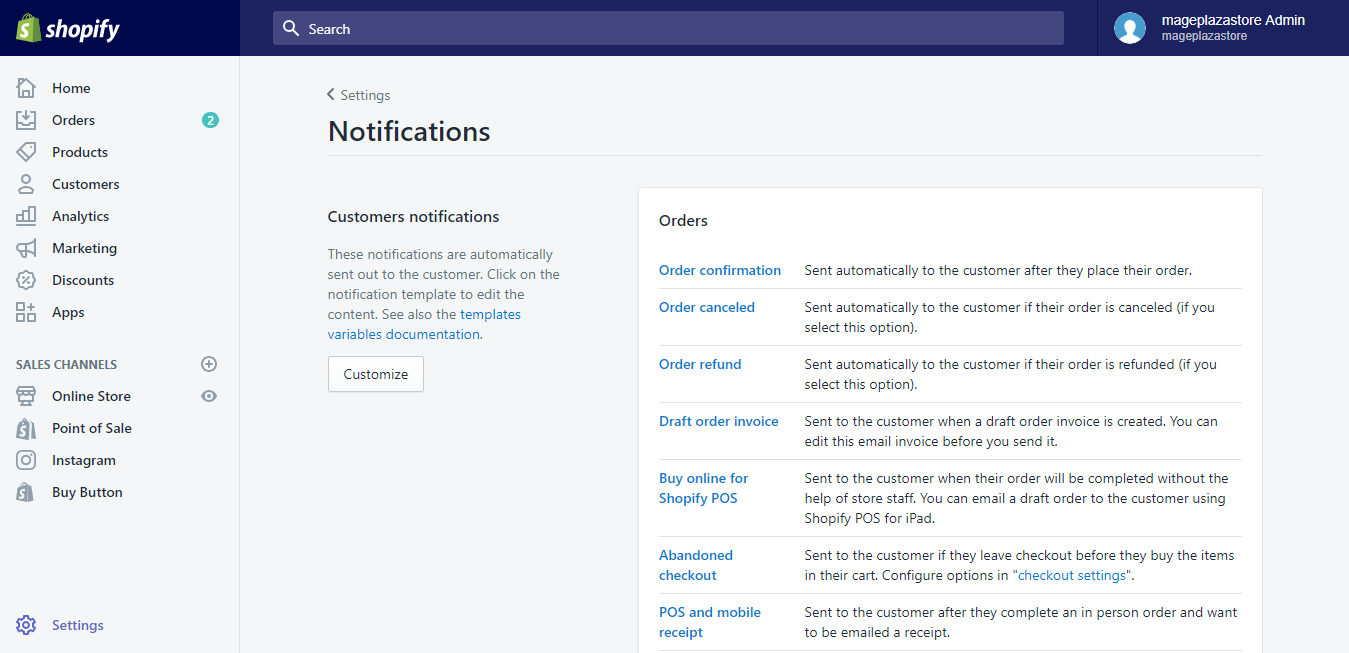 shopify
Search
mageplazastore Admin
mageplazastore
Home
Orders 2
Products
Customers
Analytics
Marketing
Discounts
Apps
SALES CHANNELS
Online Store
Point of Sale
Instagram
Buy Button
Settings
Settings
Notifications
Customers notifications
These notifications are automatically
sent out to the customer. Click on the
notification template to edit the
content. See also the templates
variables documentation.
Customize
Orders
Order confirmation Sent automatically to the customer after they place their order.
Order canceled Sent automatically to the customer if their order is canceled (if you
select this option).
Order refund Sent automatically to the customer if their order is refunded (if you
select this option).
Draft order invoice Sent to the customer when a draft order invoice is created. You can
edit this email invoice before you send it.
Buy online for Sent to the customer when their order will be completed without the
Shopify POS help of store staff. You can email a draft order to the customer using
Shopify POS for iPad.
Abandoned Sent to the customer if they leave checkout before they buy the items
checkout in their cart. Configure options in "checkout settings".
POS and mobile Sent to the customer after they complete an in person order and want
receipt to be emailed a receipt.